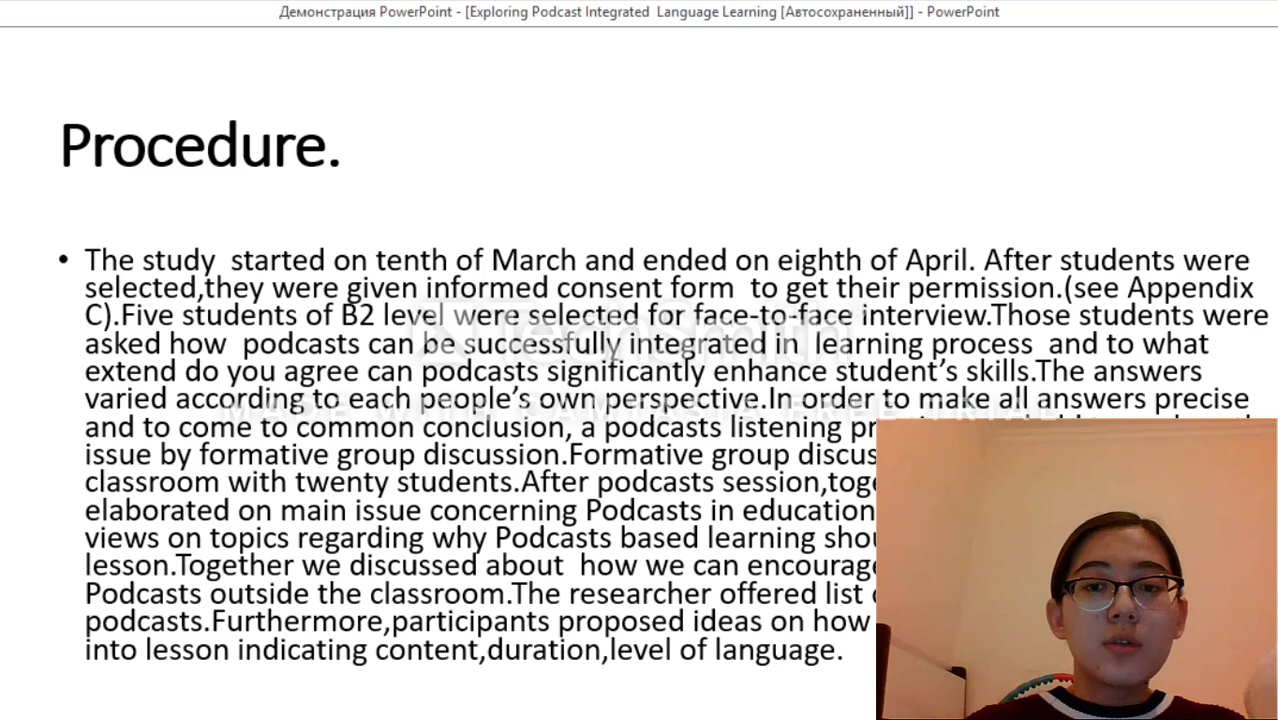 Демонстрация PowerPoint - [Exploring Podcast Integrated  Language Learning [Автосохраненный]] - PowerPoint
Procedure.
• The study  started on tenth of March and ended on eighth of April. After students were
selected,they were given informed consent form  to get their permission.(see Appendix
C).Five students of B2 level were selected for face-to-face interview.Those students were
asked how  podcasts can be successfully integrated in  learning process  and to what
extend do you agree can podcasts significantly enhance student’s skills.The answers
varied according to each people’s own perspective.In order to make all answers precise
and to come to common conclusion, a podcasts listening
issue by formative group discussion.Formative group
classroom with twenty students.After podcasts session,
elaborated on main issue concerning Podcasts in education
views on topics regarding why Podcasts based learning
lesson.Together we discussed about  how we can encourage
Podcasts outside the classroom.The researcher offered list
podcasts.Furthermore,participants proposed ideas on how
into lesson indicating content,duration,level of language.
TechSmith
MADE WITH CAMTASIA FREE TRIAL